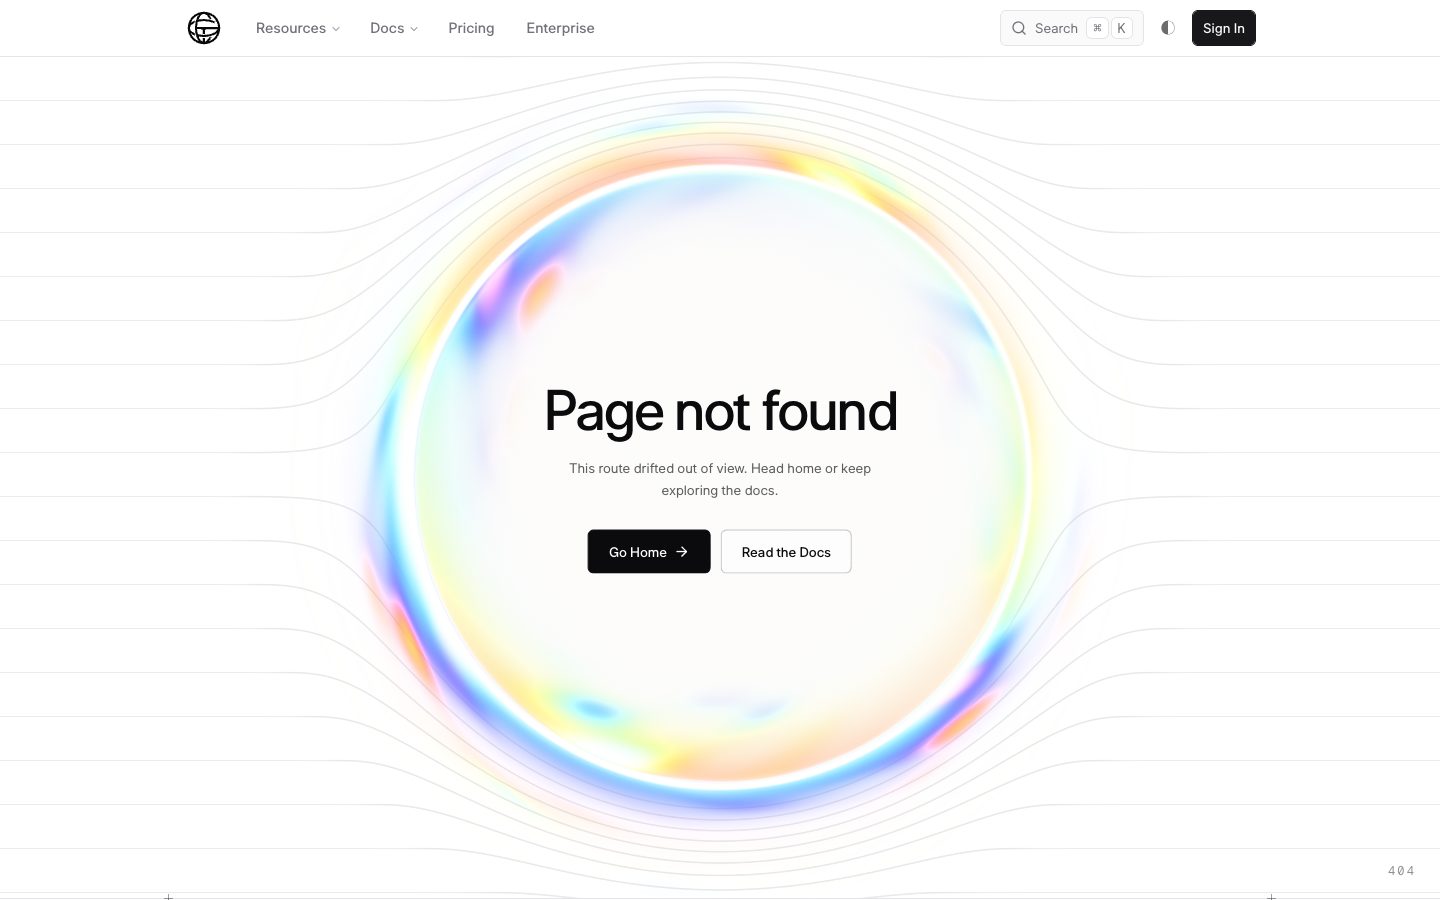 Resources
Docs
Pricing
Enterprise
Search ⌘ K
Sign In
Page not found
This route drifted out of view. Head home or keep
exploring the docs.
Go Home →
Read the Docs
404